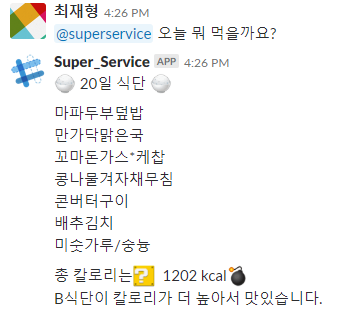 최재형 4:26 PM
@superservice 오늘 뭐 먹을까요?
Super_Service APP 4:26 PM
20일 식단
마파두부덮밥
만가닥맑은국
꼬마돈가스*케찹
콩나물겨자채무침
콘버터구이
배추김치
미숫가루/숭늉
총 칼로리는 1202 kcal
B식단이 칼로리가 더 높아서 맛있습니다.